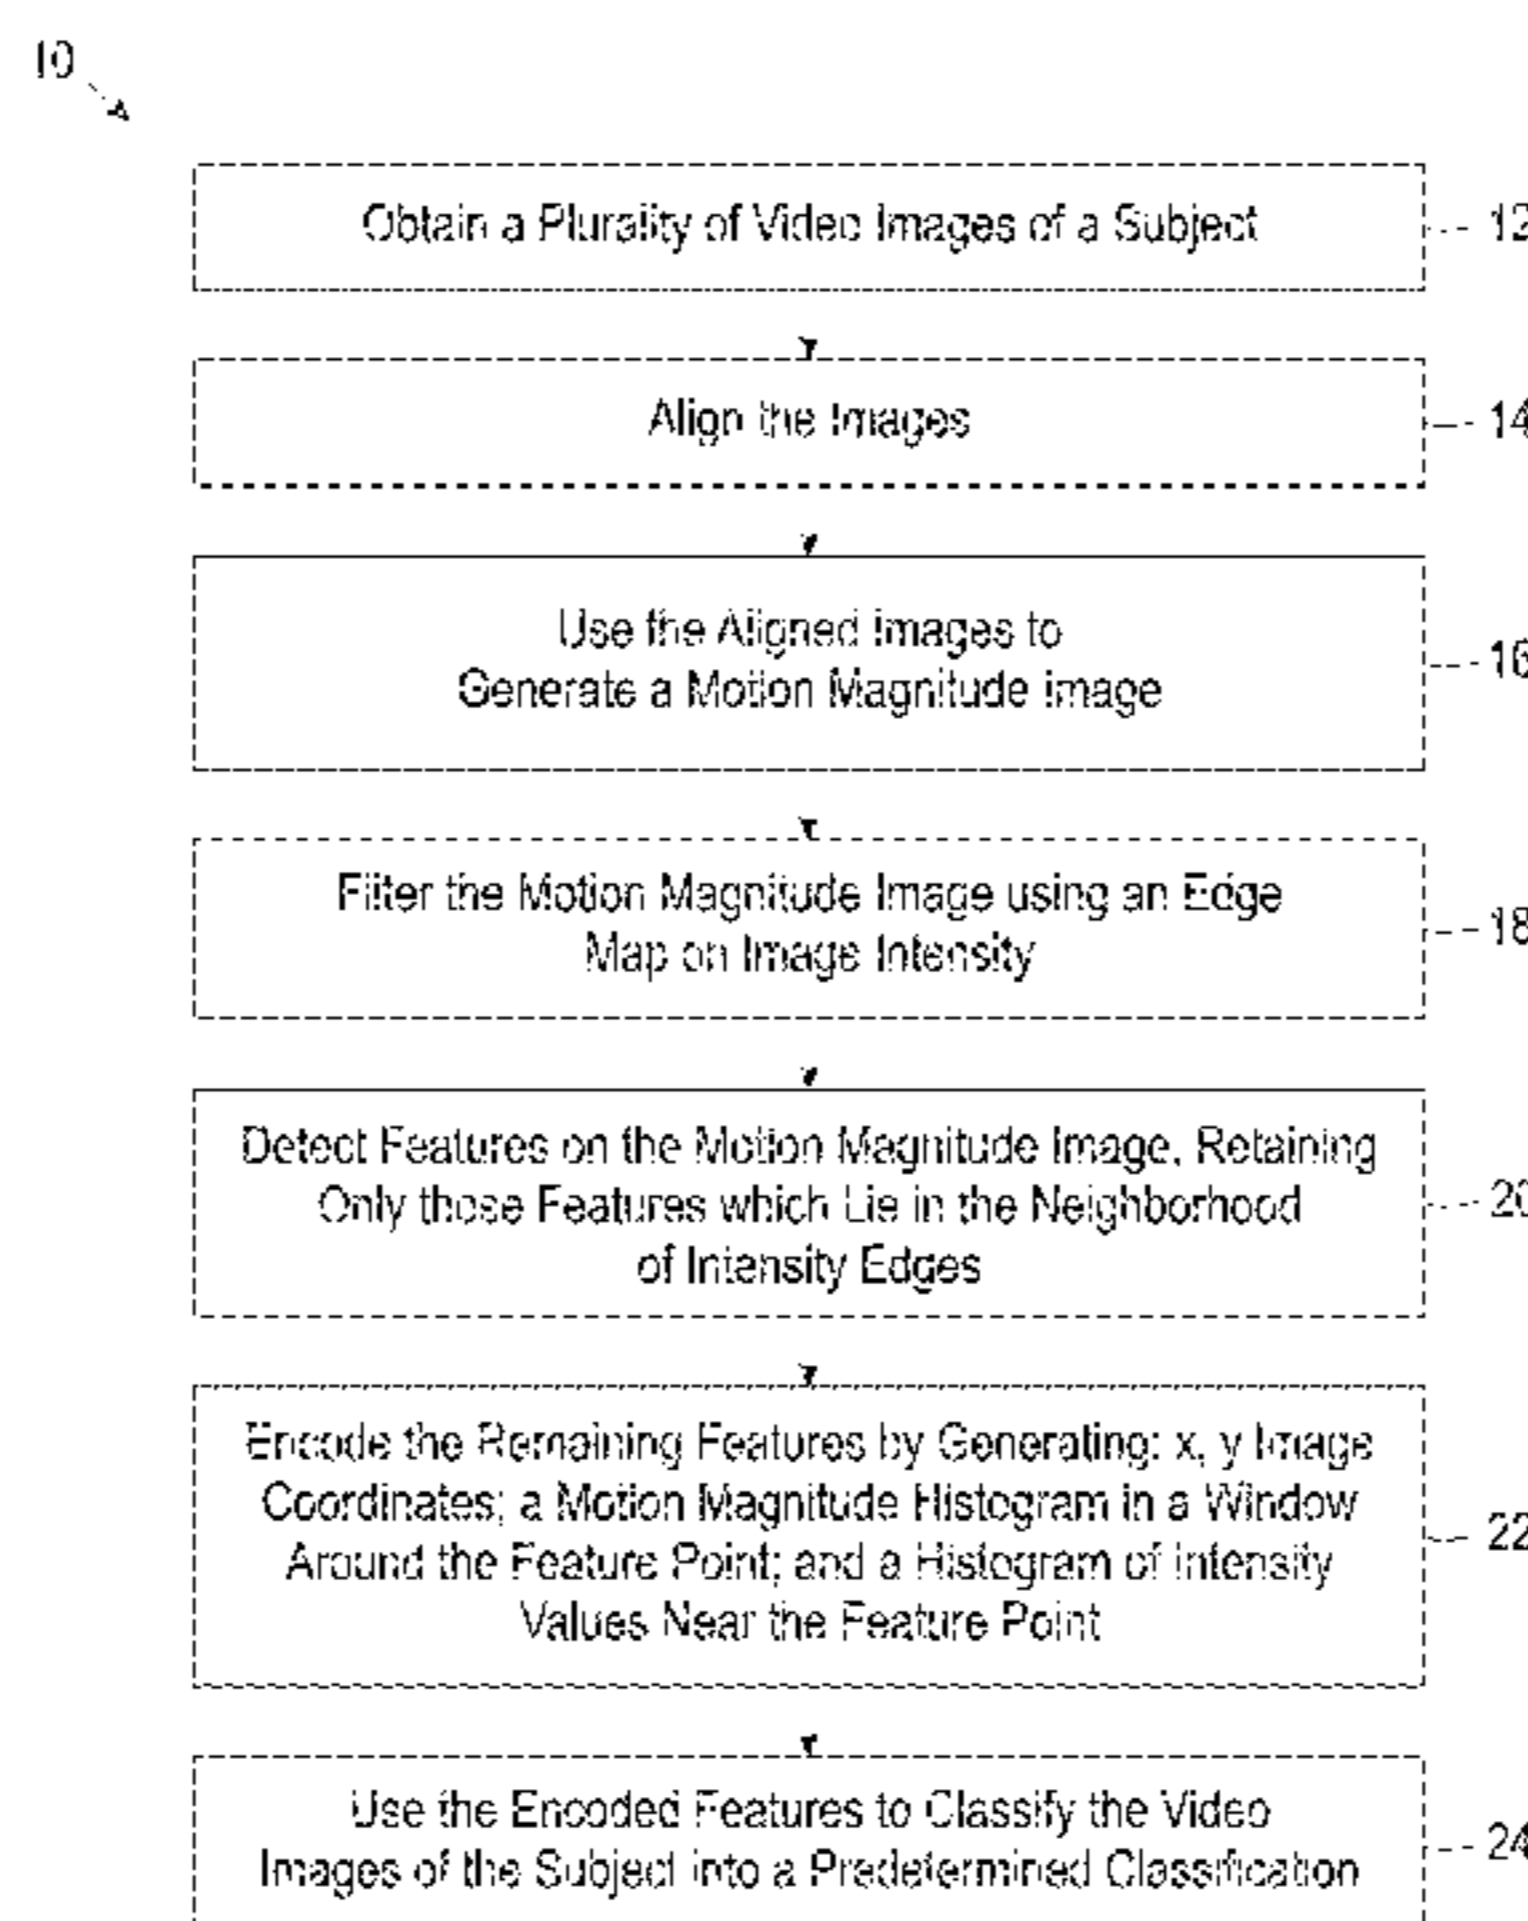 10
Obtain a Plurality of Video Images of a Subject
12
Align the Images
14
Use the Aligned Images to
Generate a Motion Magnitude Image
16
Filter the Motion Magnitude Image using an Edge
Map on Image Intensity
18
Detect Features on the Motion Magnitude Image, Retaining
Only those Features which Lie in the Neighborhood
of Intensity Edges
20
Encode the Remaining Features by Generating: x, y Image
Coordinates; a Motion Magnitude Histogram in a Window
Around the Feature Point; and a Histogram of Intensity
Values Near the Feature Point
22
Use the Encoded Features to Classify the Video
Images of the Subject into a Predetermined Classification
24